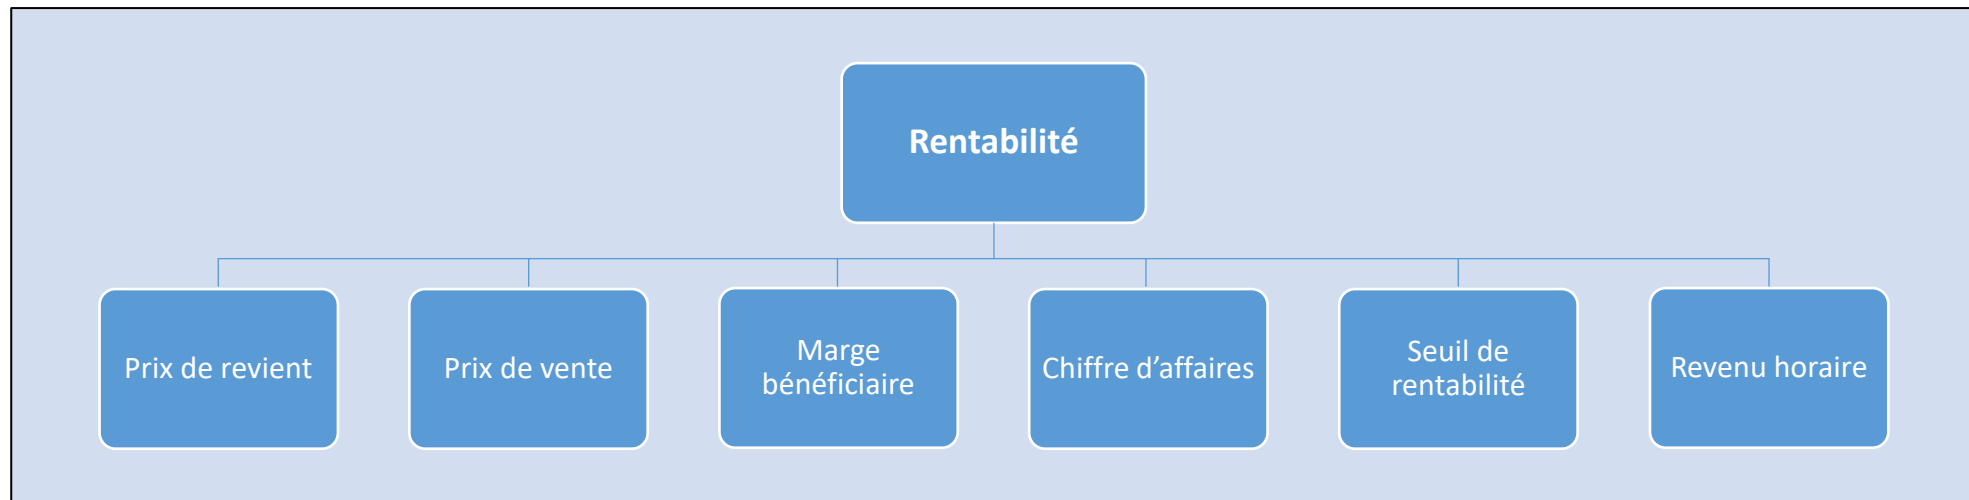 Rentabilité
Prix de revient
Prix de vente
Marge
bénéficiaire
Chiffre d’affaires
Seuil de
rentabilité
Revenu horaire